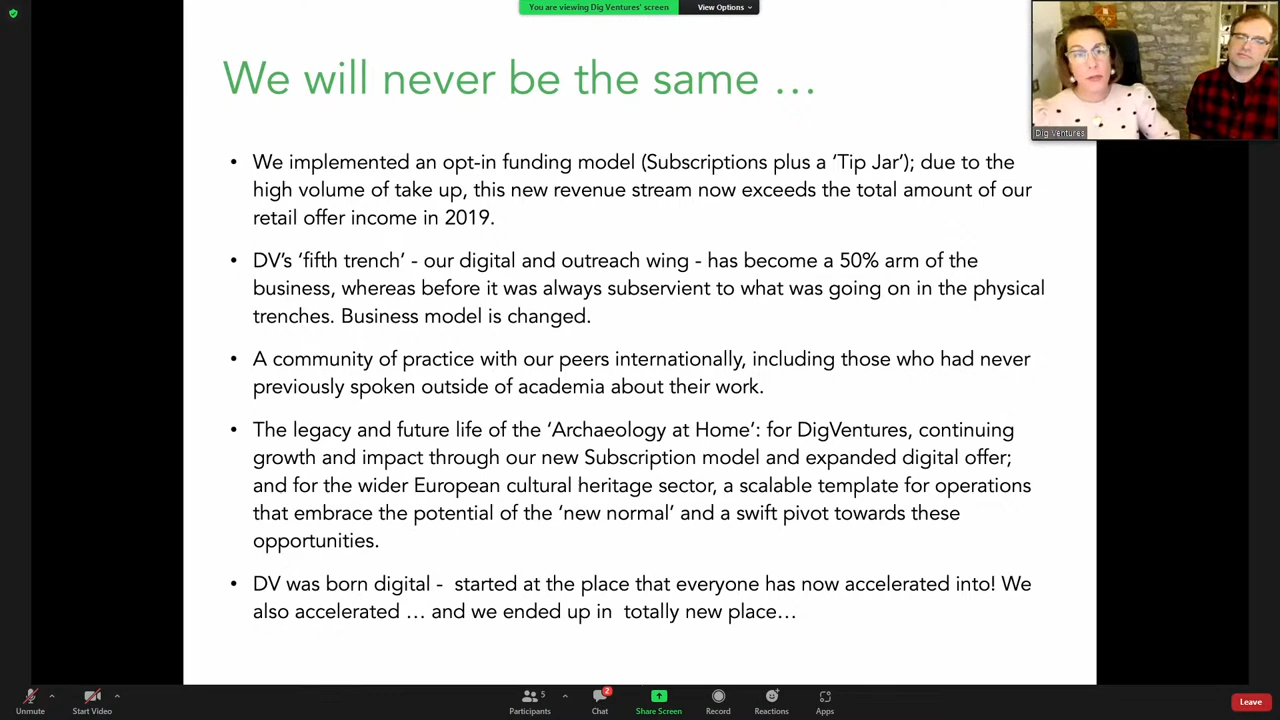 You are viewing Dig Ventures' screen
View Options
We will never be the same …
Dig Ventures
• We implemented an opt-in funding model (Subscriptions plus a ‘Tip Jar’); due to the
high volume of take up, this new revenue stream now exceeds the total amount of our
retail offer income in 2019.
• DV’s ‘fifth trench’ - our digital and outreach wing - has become a 50% arm of the
business, whereas before it was always subservient to what was going on in the physical
trenches. Business model is changed.
• A community of practice with our peers internationally, including those who had never
previously spoken outside of academia about their work.
• The legacy and future life of the ‘Archaeology at Home’: for DigVentures, continuing
growth and impact through our new Subscription model and expanded digital offer;
and for the wider European cultural heritage sector, a scalable template for operations
that embrace the potential of the ‘new normal’ and a swift pivot towards these
opportunities.
• DV was born digital -  started at the place that everyone has now accelerated into! We
also accelerated … and we ended up in  totally new place…
Unmute
Start Video
5
Participants
2
Chat
Share Screen
Record
Reactions
Apps
Leave